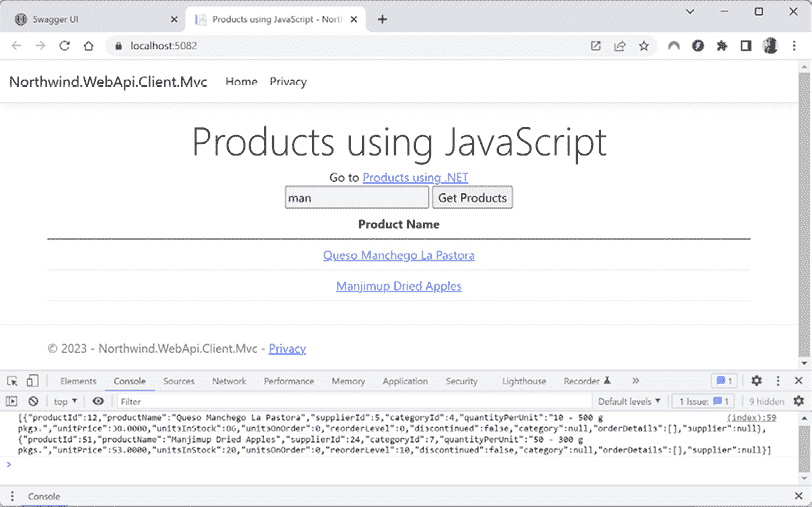 Swagger UI
Products using JavaScript - North
localhost:5082
Northwind.WebApi.Client.Mvc Home Privacy
Products using JavaScript
Go to Products using .NET
man Get Products
Product Name
Queso Manchego La Pastora
Manjimup Dried Apples
© 2023 - Northwind.WebApi.Client.Mvc - Privacy
Elements Console Sources Network Performance Memory Application Security Lighthouse Recorder 1
top Filter Default levels 1 Issue: 1 9 hidden
[{"productId":12,"productName":"Queso Manchego La Pastora","supplierId":5,"categoryId":4,"quantityPerUnit":"10 - 500 g (index):59
pkgs.","unitPrice":38.0000,"unitsInStock":86,"unitsOnOrder":0,"reorderLevel":0,"discontinued":false,"category":null,"orderDetails":[],"supplier":null},
{"productId":51,"productName":"Manjimup Dried Apples","supplierId":24,"categoryId":7,"quantityPerUnit":"50 - 300 g
pkgs.","unitPrice":53.0000,"unitsInStock":20,"unitsOnOrder":0,"reorderLevel":10,"discontinued":false,"category":null,"orderDetails":[],"supplier":null}]
Console